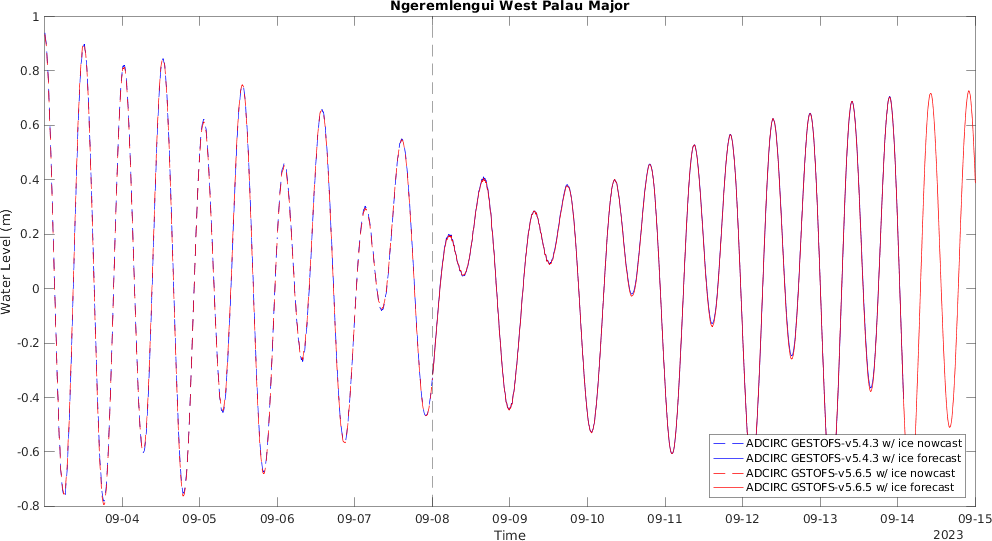 Ngeremlengui West Palau Major
1
0.8
0.6
0.4
0.2
0
-0.2
-0.4
-0.6
-0.8
Water Level (m)
09-04 09-05 09-06 09-07 09-08 09-09 09-10 09-11 09-12 09-13 09-14 09-15
Time
2023
ADCIRC GESTOFS-v5.4.3 w/ ice nowcast
ADCIRC GESTOFS-v5.4.3 w/ ice forecast
ADCIRC GSTOFS-v5.6.5 w/ ice nowcast
ADCIRC GSTOFS-v5.6.5 w/ ice forecast